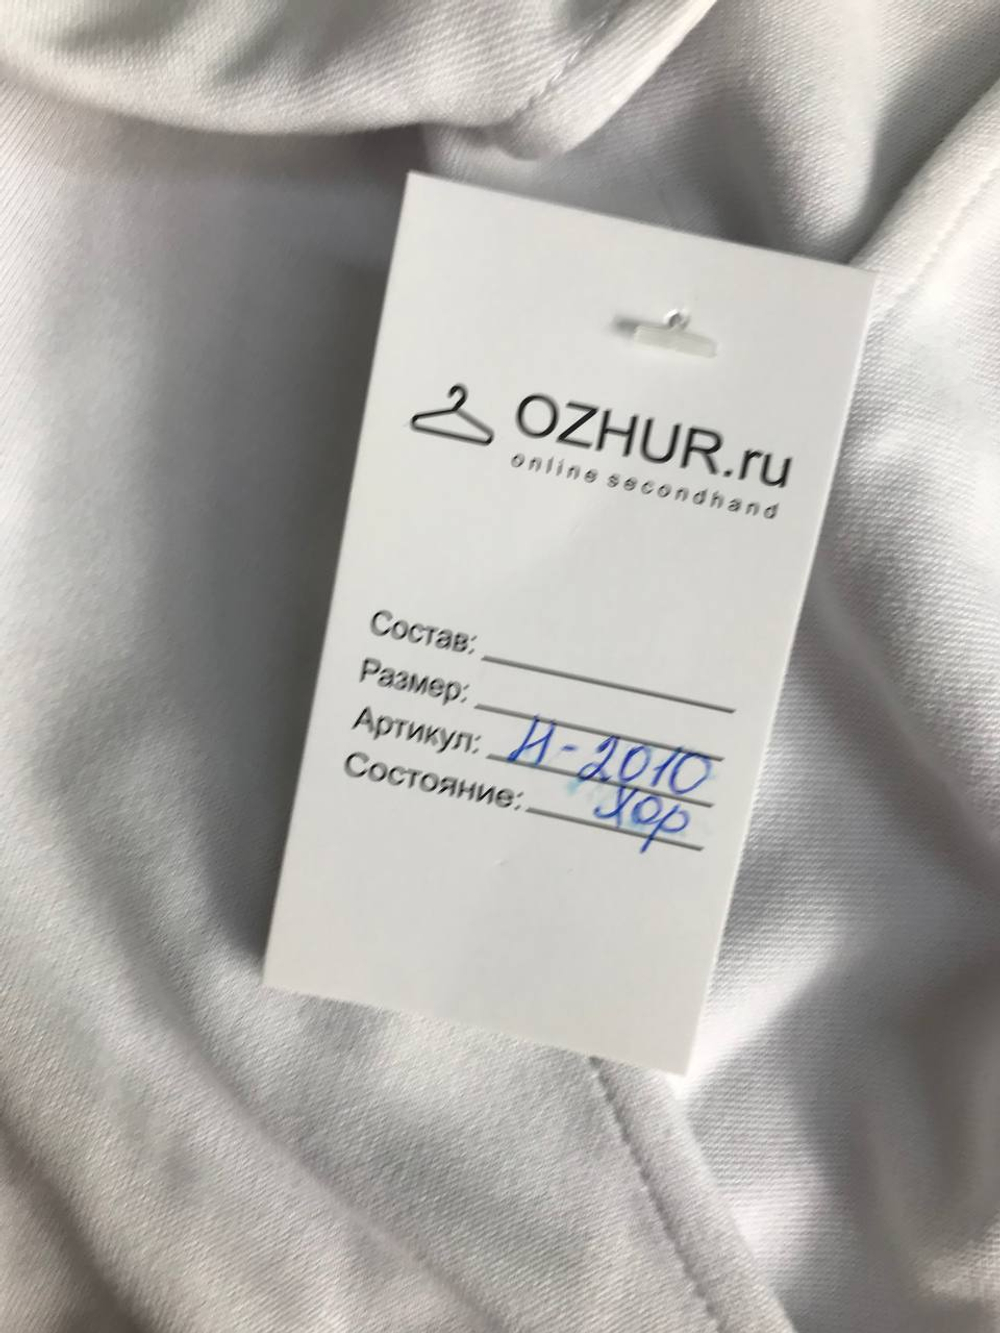 OZHUR.ru
online secondhand
Состав:
Размер:
Артикул: И-2010
Состояние: Хор